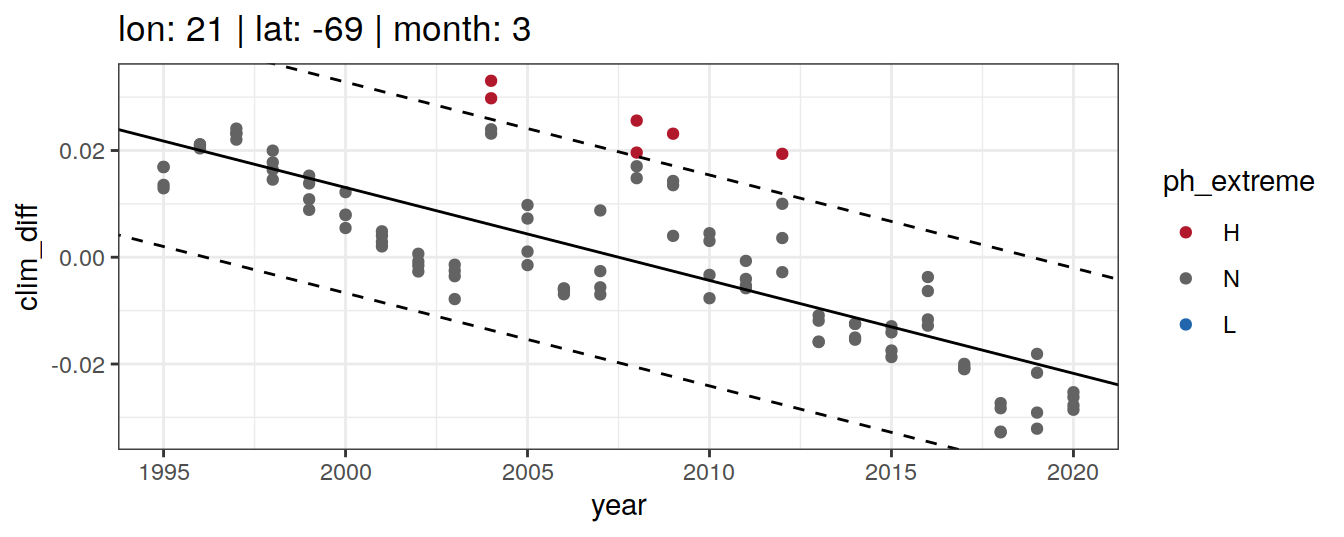 lon: 21 | lat: -69 | month: 3
clim_diff
0.02
0.00
-0.02
1995 2000 2005 2010 2015 2020
year
ph_extreme
H
N
L